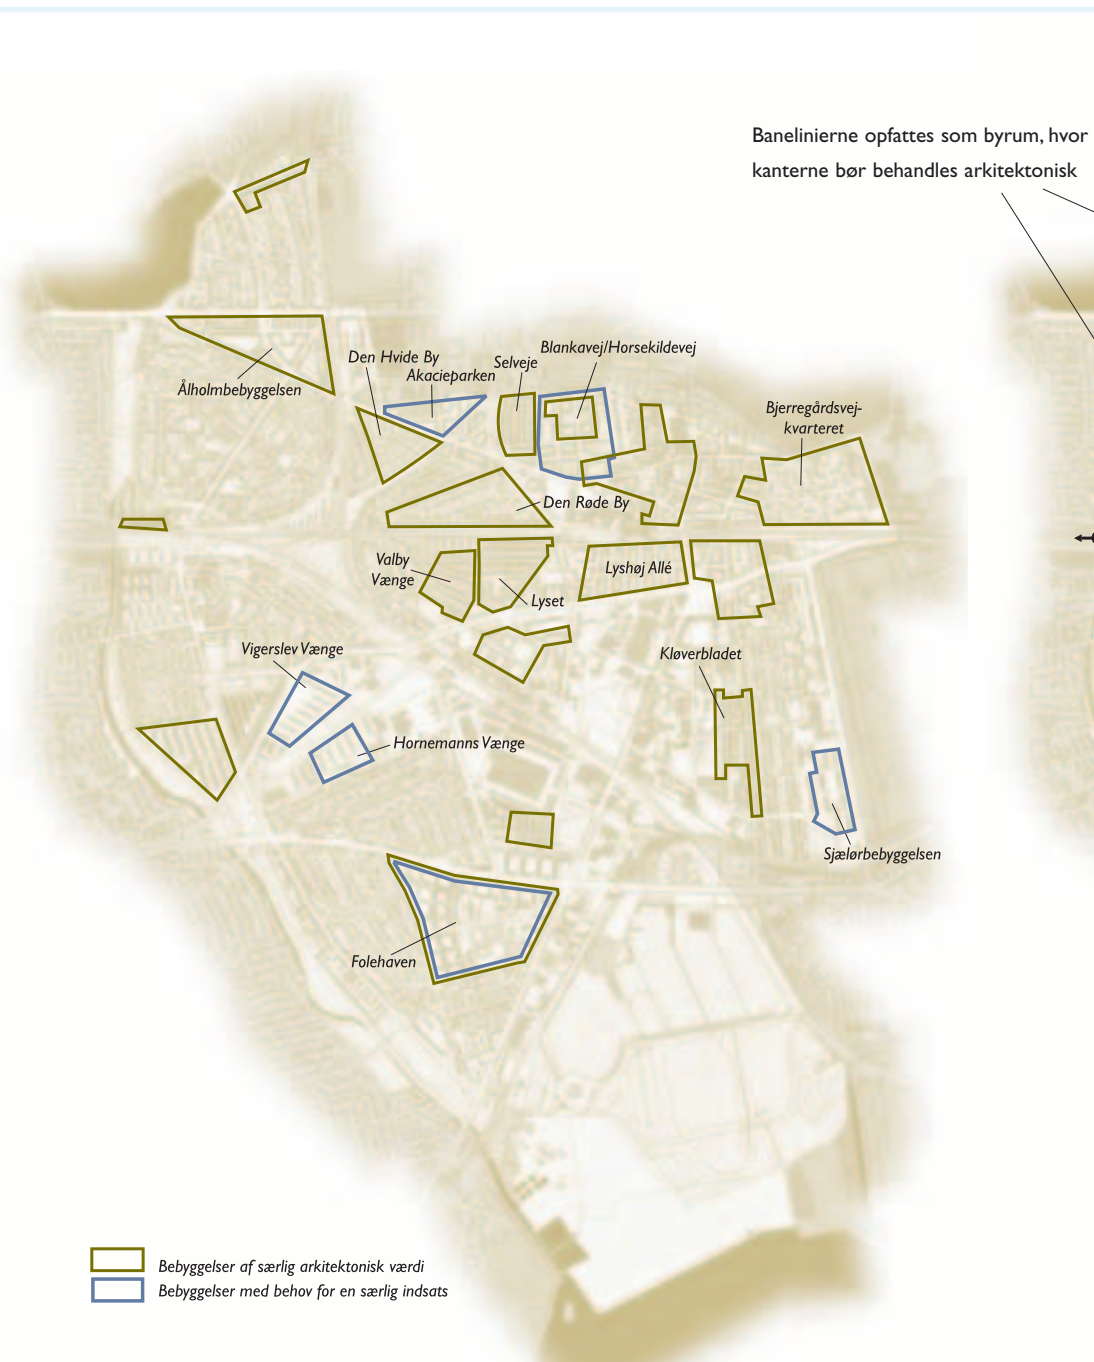 Banelinierne opfattes som byrum, hvor
kanterne bør behandles arkitektonisk
Blankavej/Horsekildevej
Den Hvide By
Selveje
Akacieparken
Ålholmbebyggelsen
Bjerregårdsvej-
kvarteret
Den Røde By
Valby
Vænge
Lyshøj Allé
Lyset
Vigerslev Vænge
Kløverbladet
Hornemanns Vænge
Sjælørbebyggelsen
Folehaven
Bebyggelser af særlig arkitektonisk værdi
Bebyggelser med behov for en særlig indsats